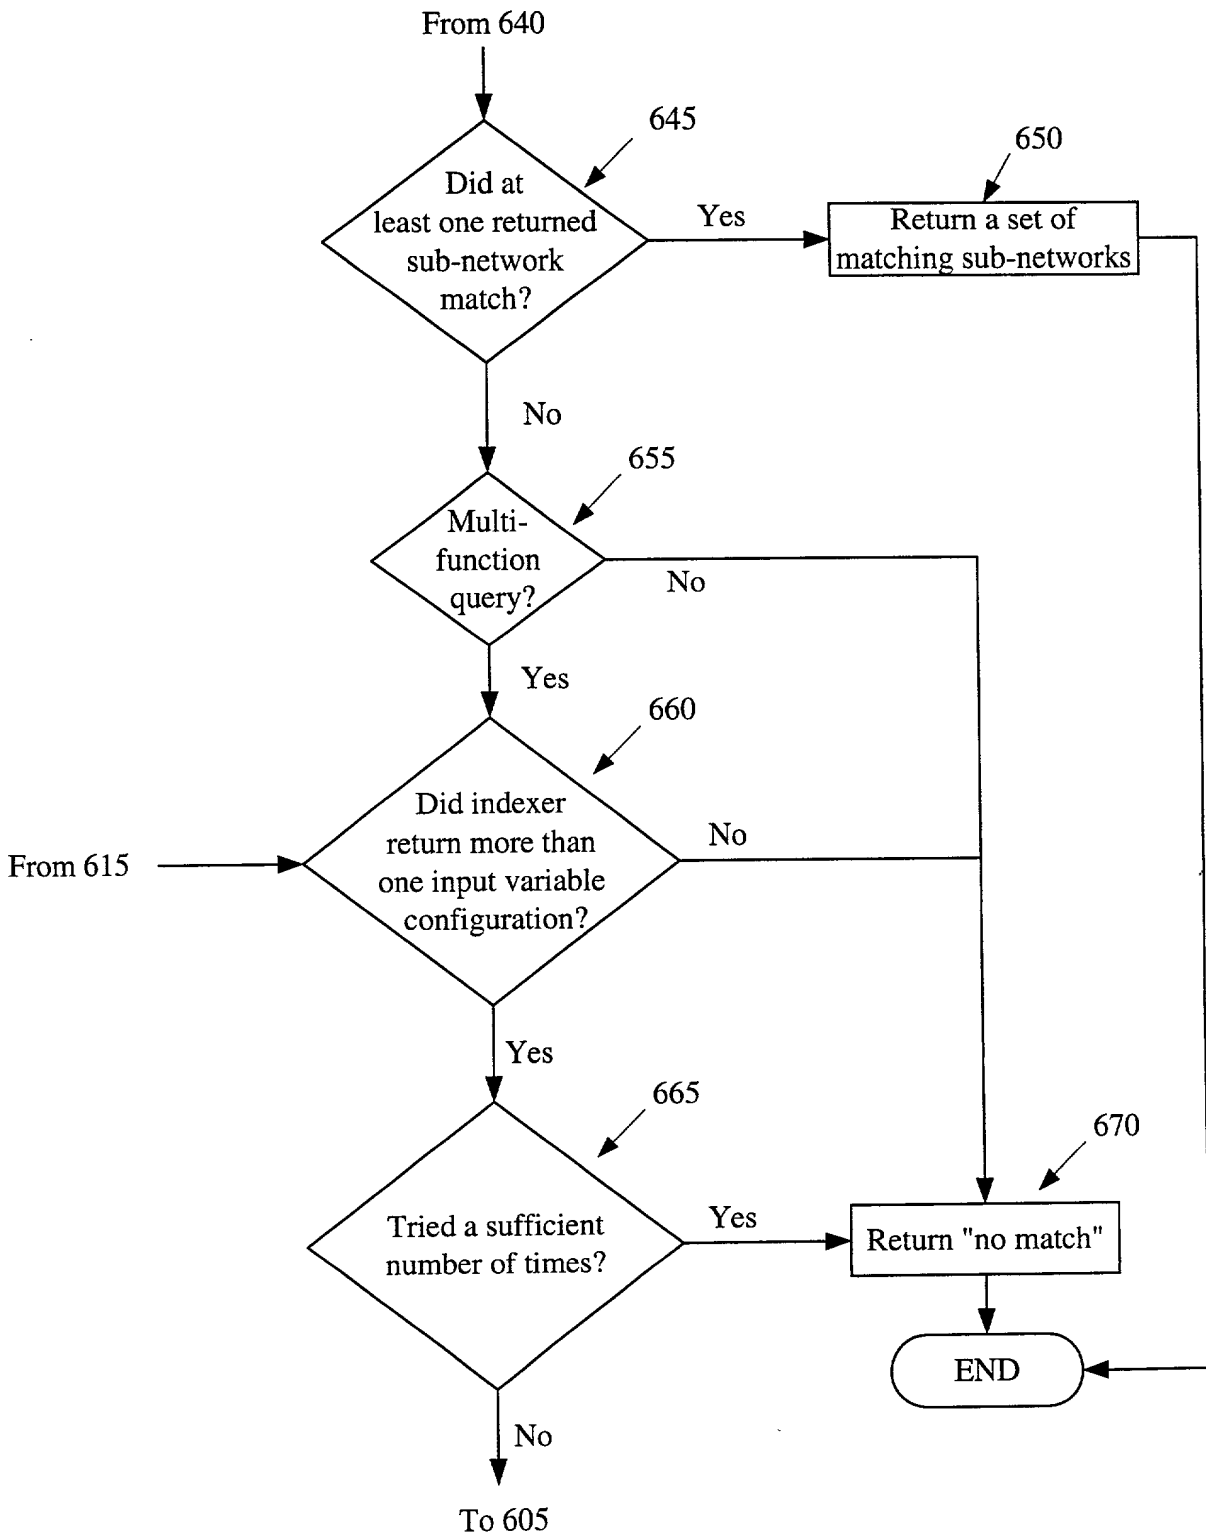 From 640
645
Did at
least one returned
sub-network
match?
Yes
650
Return a set of
matching sub-networks
No
655
Multi-
function
query?
No
Yes
660
From 615
Did indexer
return more than
one input variable
configuration?
No
Yes
665
Tried a sufficient
number of times?
Yes
670
Return "no match"
END
No
To 605